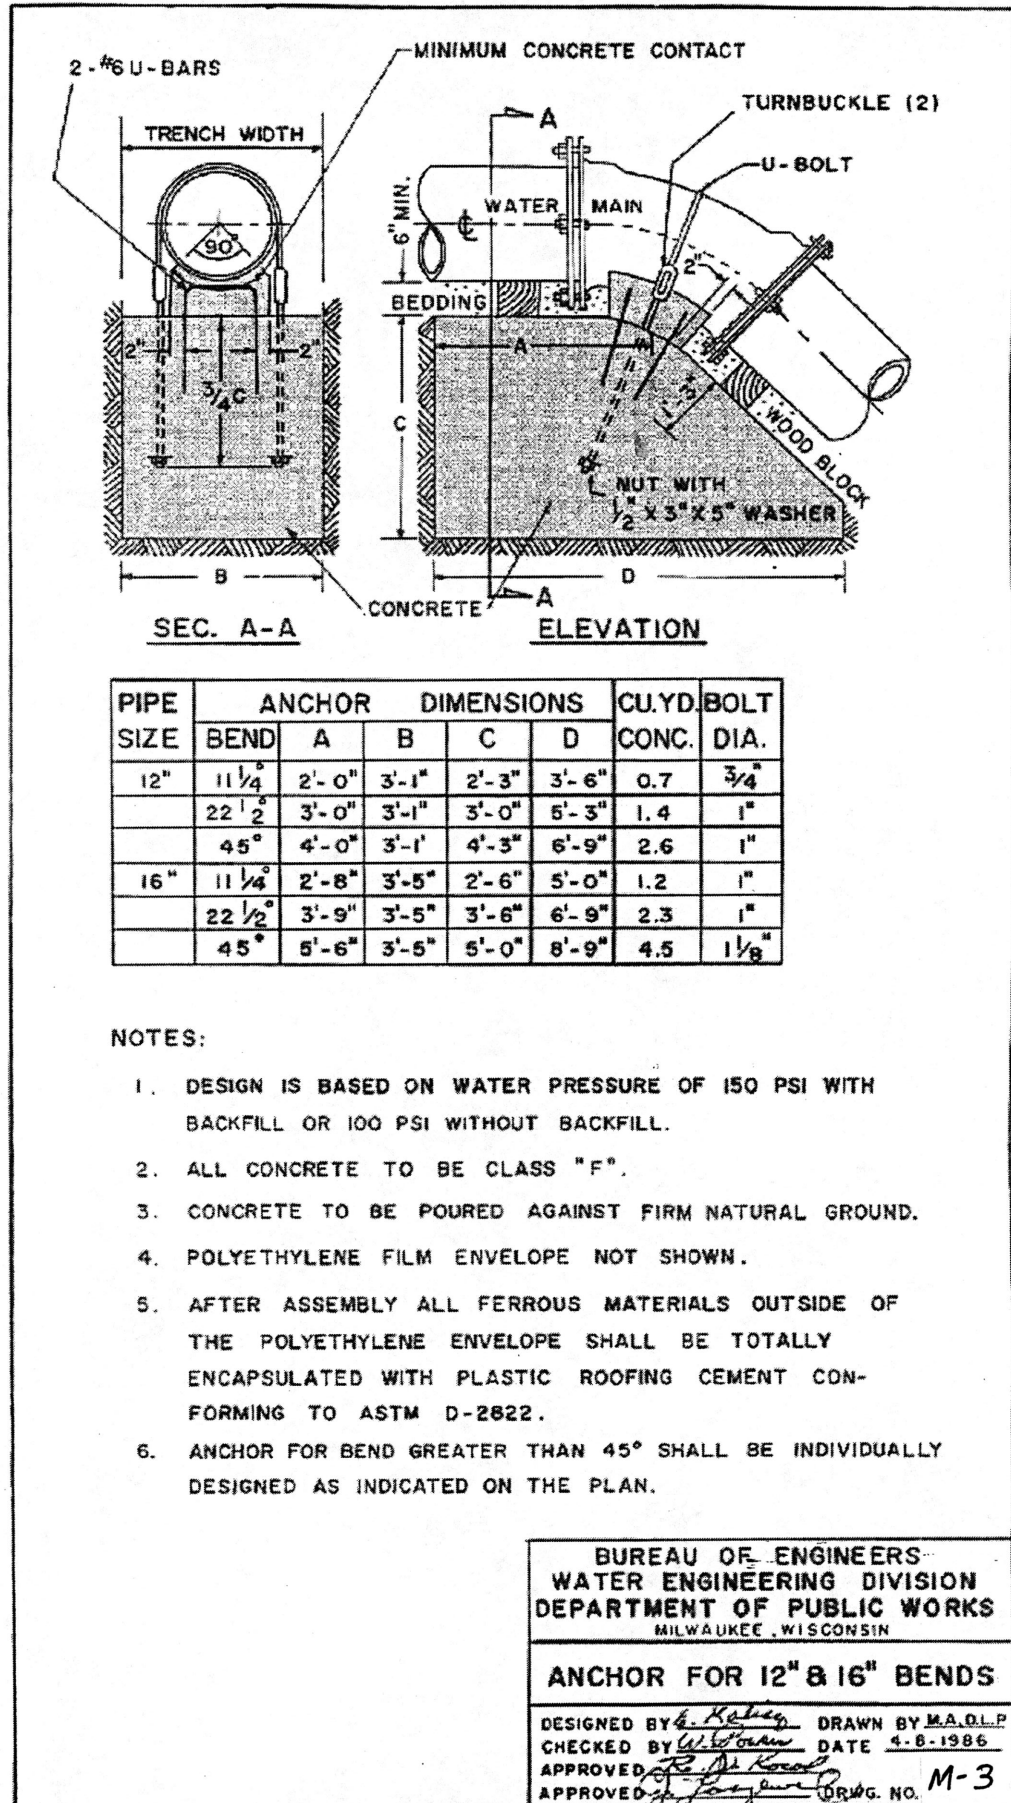 2-#6 U-BARS
MINIMUM CONCRETE CONTACT
TURNBUCKLE (2)
TRENCH WIDTH
A
U-BOLT
6" MIN.
WATER MAIN
℄
90°
2"
BEDDING
2"
2"
A
3/4 C
C
1'-3"
WOOD BLOCK
NUT WITH
1/2" X 3" X 5" WASHER
B
D
CONCRETE
A
SEC. A-A
ELEVATION
PIPE SIZE ANCHOR DIMENSIONS CU.YD. CONC. BOLT DIA.
BEND A B C D
12" 11 1/4° 2'-0" 3'-1" 2'-3" 3'-6" 0.7 3/4"
22 1/2° 3'-0" 3'-1" 3'-0" 5'-3" 1.4 1"
45° 4'-0" 3'-1' 4'-3" 6'-9" 2.6 1"
16" 11 1/4° 2'-8" 3'-5" 2'-6" 5'-0" 1.2 1"
22 1/2° 3'-9" 3'-5" 3'-6" 6'-9" 2.3 1"
45° 5'-6" 3'-5" 5'-0" 8'-9" 4.5 1 1/8"
NOTES:
1. DESIGN IS BASED ON WATER PRESSURE OF 150 PSI WITH
BACKFILL OR 100 PSI WITHOUT BACKFILL.
2. ALL CONCRETE TO BE CLASS "F".
3. CONCRETE TO BE POURED AGAINST FIRM NATURAL GROUND.
4. POLYETHYLENE FILM ENVELOPE NOT SHOWN.
5. AFTER ASSEMBLY ALL FERROUS MATERIALS OUTSIDE OF
THE POLYETHYLENE ENVELOPE SHALL BE TOTALLY
ENCAPSULATED WITH PLASTIC ROOFING CEMENT CON-
FORMING TO ASTM D-2822.
6. ANCHOR FOR BEND GREATER THAN 45° SHALL BE INDIVIDUALLY
DESIGNED AS INDICATED ON THE PLAN.
BUREAU OF ENGINEERS
WATER ENGINEERING DIVISION
DEPARTMENT OF PUBLIC WORKS
MILWAUKEE, WISCONSIN
ANCHOR FOR 12" & 16" BENDS
DESIGNED BY DRAWN BY M.A.D.L.P
CHECKED BY DATE 4-8-1986
APPROVED
APPROVED DRWG. NO. M-3